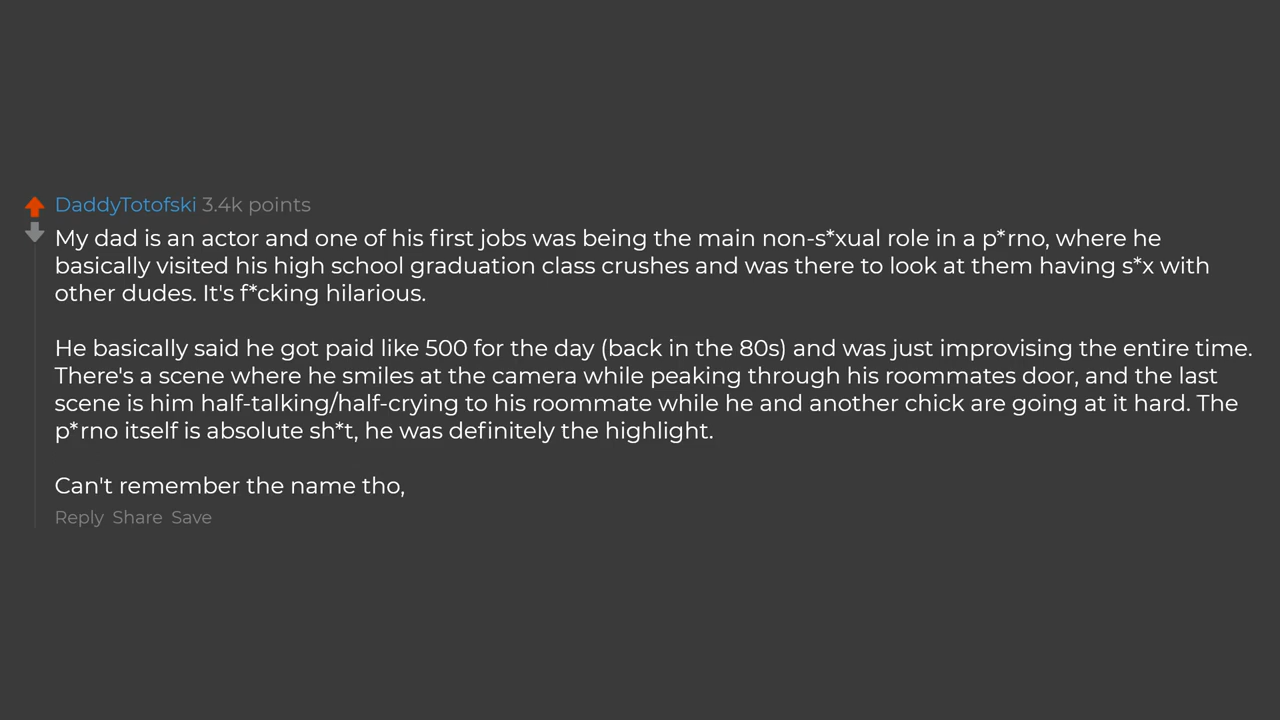 DaddyTotofski 3.4k points
My dad is an actor and one of his first jobs was being the main non-s*xual role in a p*rno, where he
basically visited his high school graduation class crushes and was there to look at them having s*x with
other dudes. It's f*cking hilarious.
He basically said he got paid like 500 for the day (back in the 80s) and was just improvising the entire time.
There's a scene where he smiles at the camera while peaking through his roommates door, and the last
scene is him half-talking/half-crying to his roommate while he and another chick are going at it hard. The
p*rno itself is absolute sh*t, he was definitely the highlight.
Can't remember the name tho,
Reply Share Save